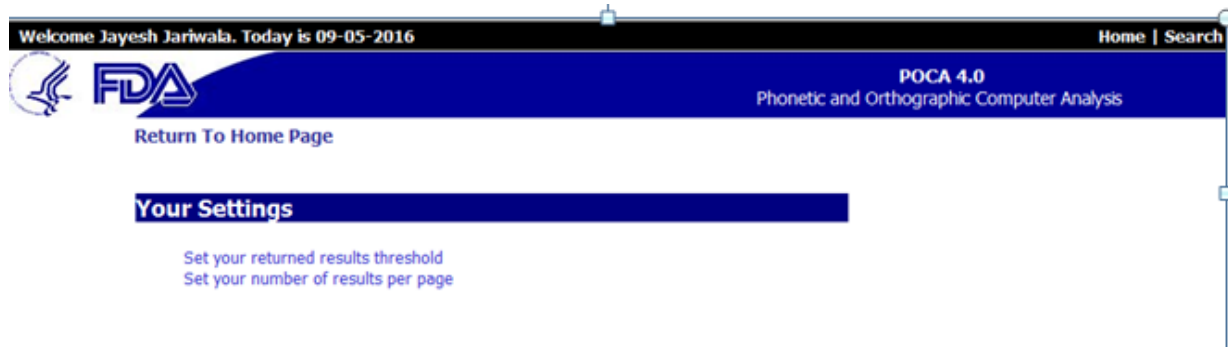 Welcome Jayesh Jariwala. Today is 09-05-2016 Home | Search
FDA
POCA 4.0
Phonetic and Orthographic Computer Analysis
Return To Home Page
Your Settings
Set your returned results threshold
Set your number of results per page